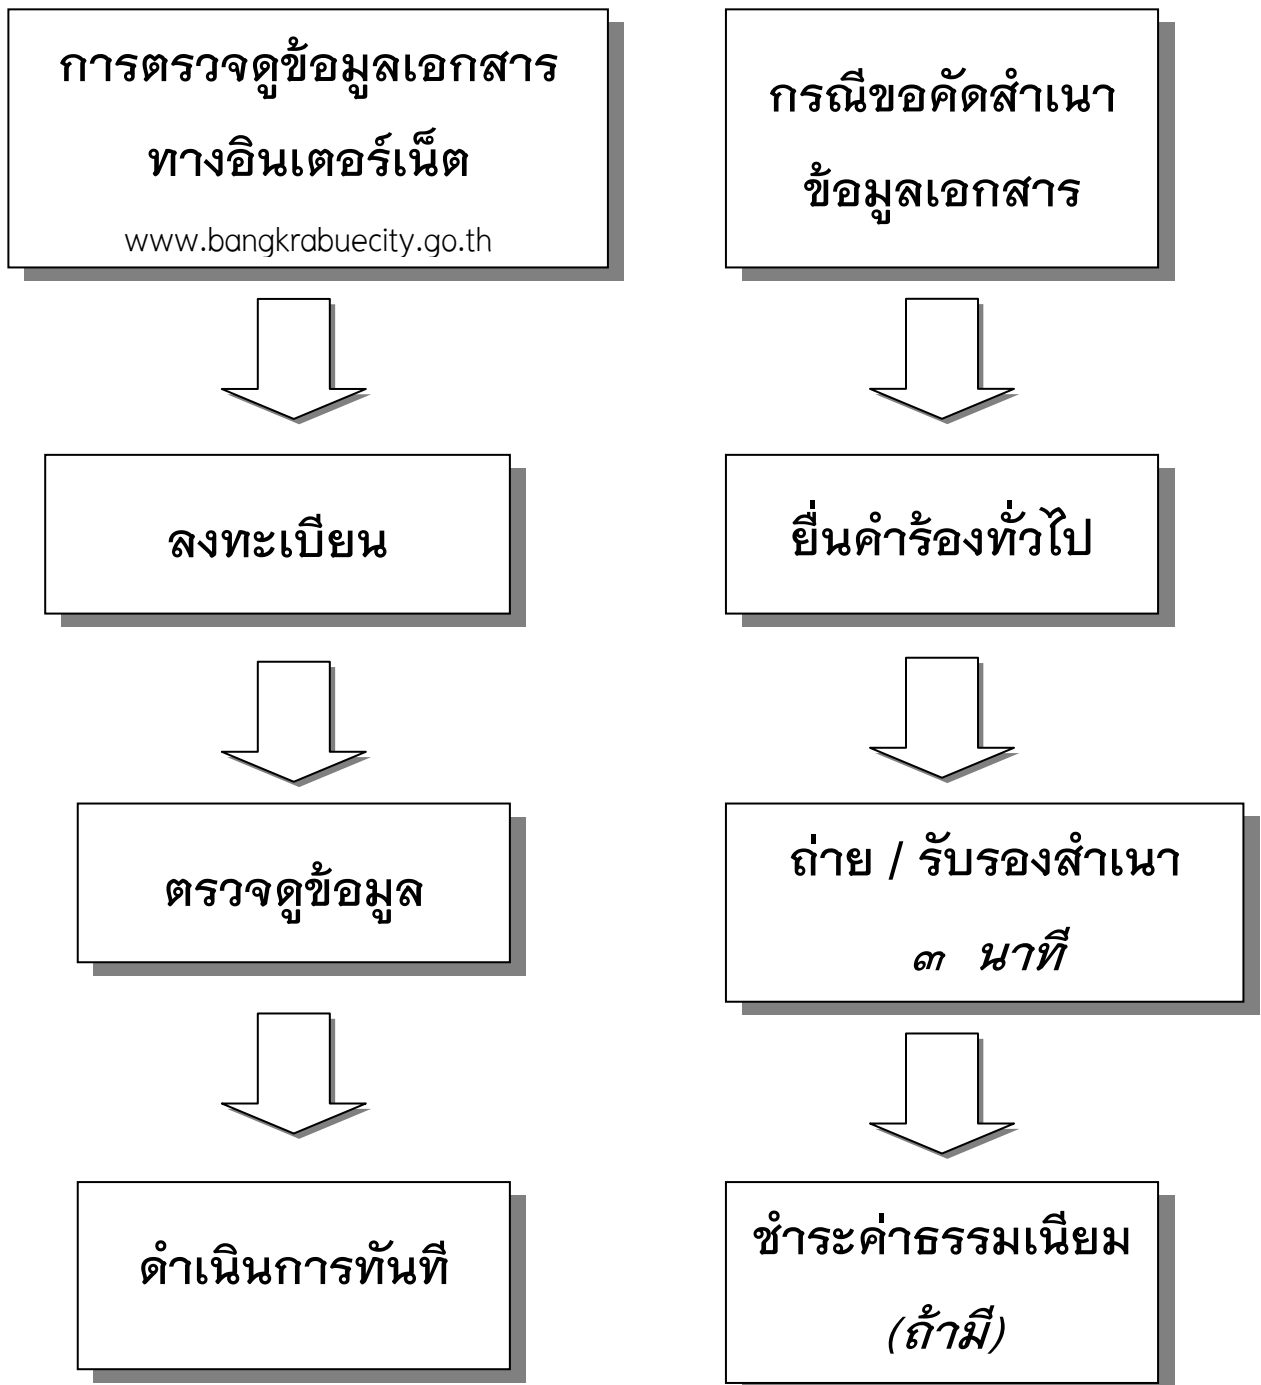 การตรวจดูข้อมูลเอกสาร
ทางอินเตอร์เน็ต
www.bangkrabuecity.go.th
ลงทะเบียน
ตรวจดูข้อมูล
ดำเนินการทันที
กรณีขอคัดสำเนา
ข้อมูลเอกสาร
ยื่นคำร้องทั่วไป
ถ่าย / รับรองสำเนา
๓ นาที
ชำระค่าธรรมเนียม
(ถ้ามี)